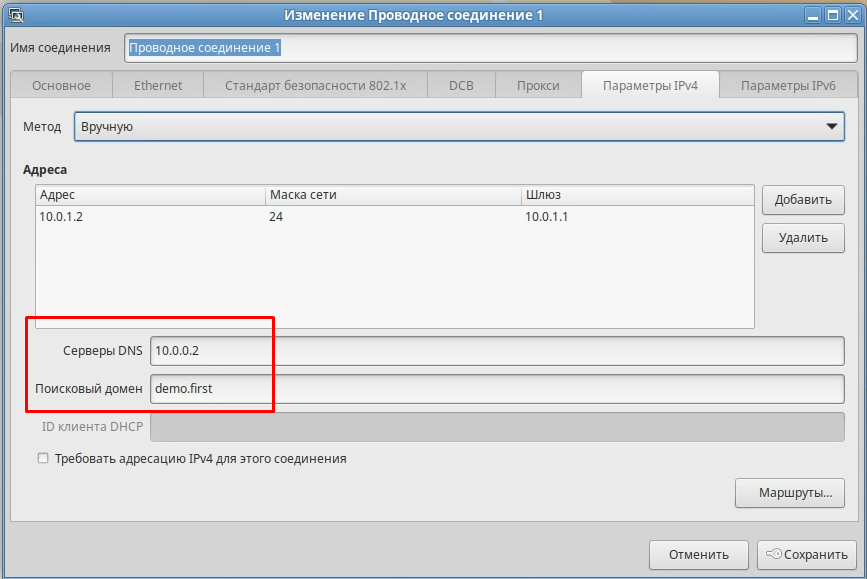 Изменение Проводное соединение 1
Имя соединения Проводное соединение 1
Основное Ethernet Стандарт безопасности 802.1x DCB Прокси Параметры IPv4 Параметры IPv6
Метод Вручную
Адреса
Адрес Маска сети Шлюз
10.0.1.2 24 10.0.1.1
Добавить
Удалить
Серверы DNS 10.0.0.2
Поисковый домен demo.first
ID клиента DHCP
Требовать адресацию IPv4 для этого соединения
Маршруты...
Отменить Сохранить